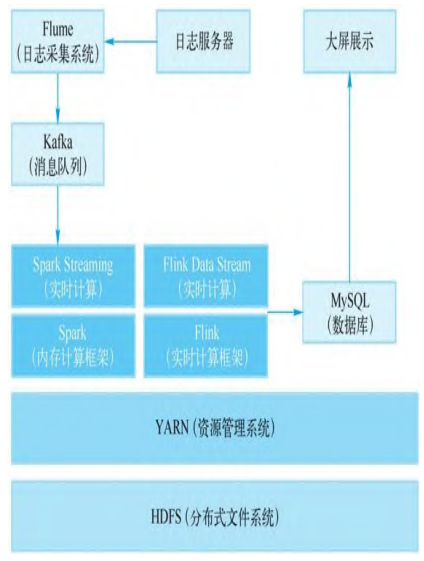 Flume
（日志采集系统）
日志服务器
大屏展示
Kafka
（消息队列）
Spark Streaming
（实时计算）
Flink Data Stream
（实时计算）
Spark
（内存计算框架）
Flink
（实时计算框架）
MySQL
（数据库）
YARN（资源管理系统）
HDFS（分布式文件系统）